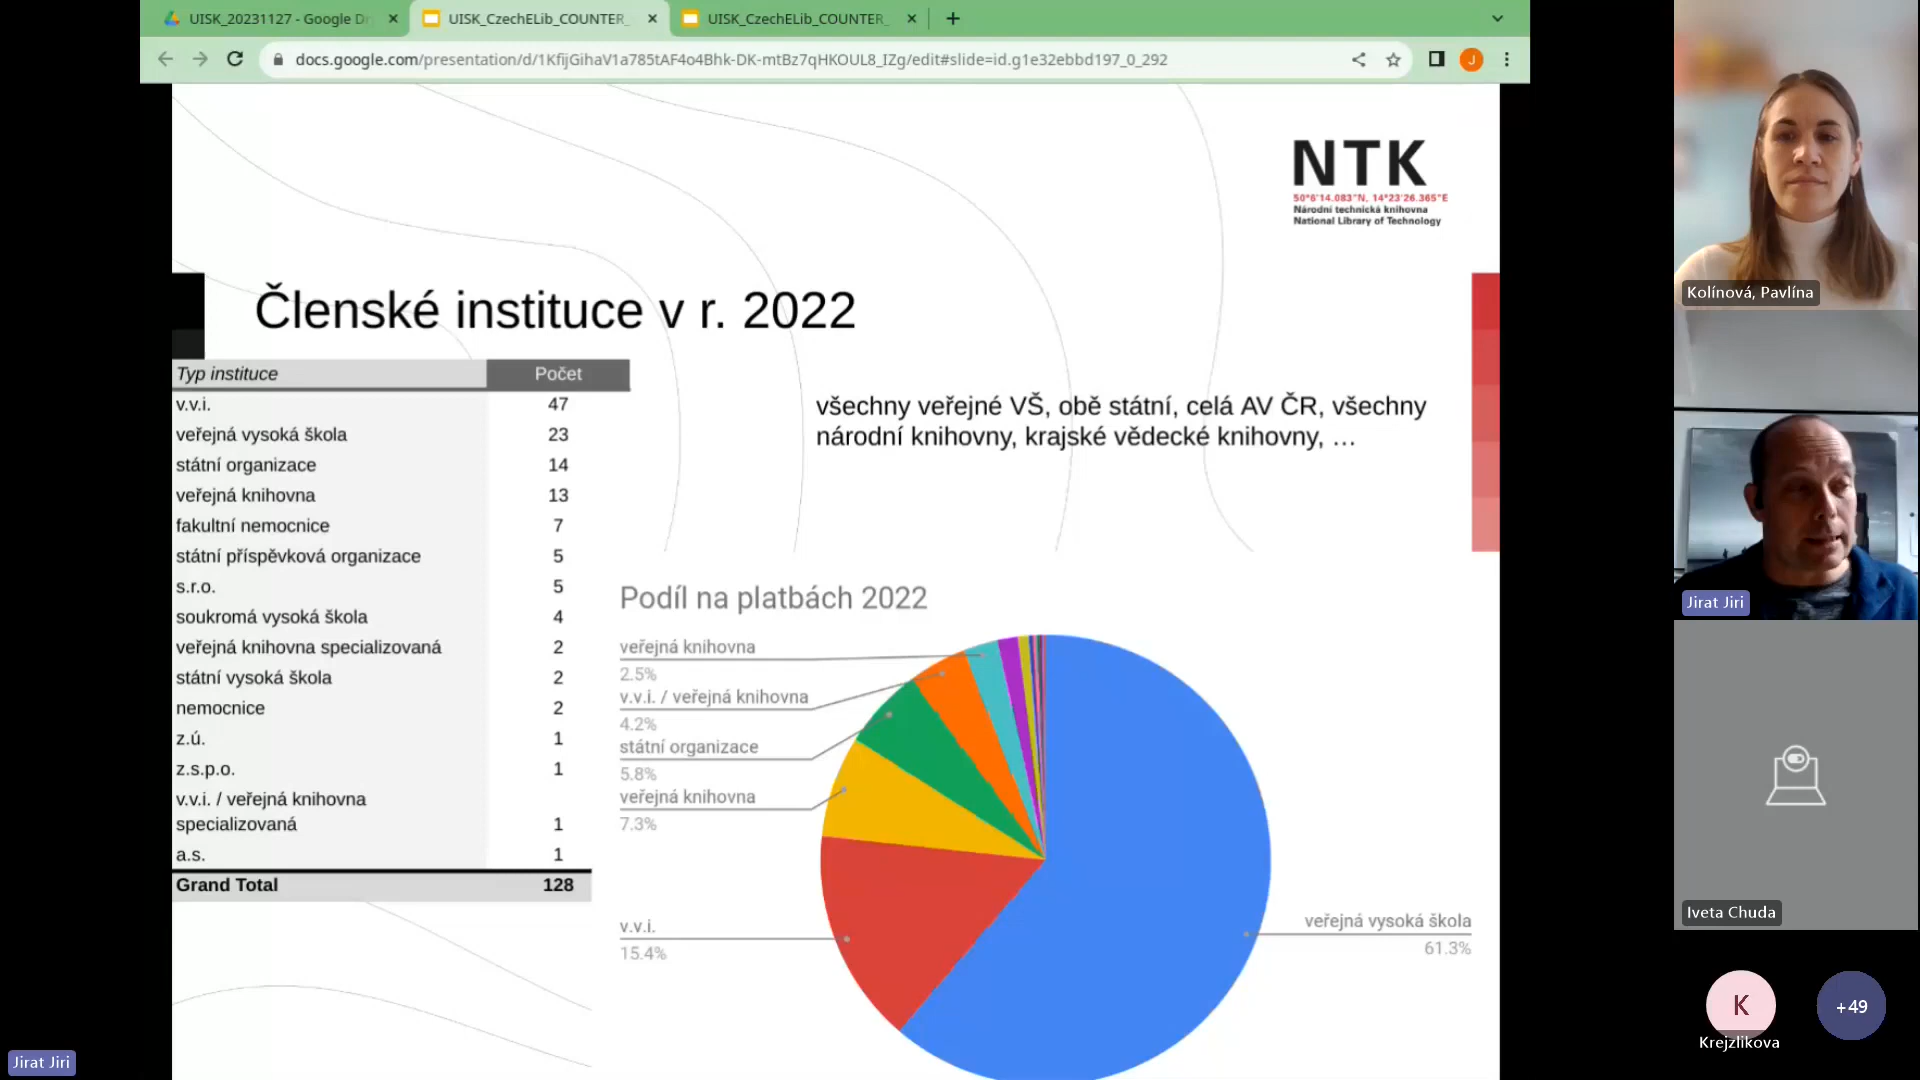 UISK_20231127 - Google Dr
UISK_CzechELib_COUNTER_
UISK_CzechELib_COUNTER_
docs.google.com/presentation/d/1KfijGihaV1a785tAF4o4Bhk-DK-mtBz7qHKOUL8_IZg/edit#slide=id.g1e32ebbd197_0_292
J
NTK
50°6'14.083"N, 14°23'26.365"E
Národní technická knihovna
National Library of Technology
Členské instituce v r. 2022
Typ instituce Počet
v.v.i. 47
veřejná vysoká škola 23
státní organizace 14
veřejná knihovna 13
fakultní nemocnice 7
státní příspěvková organizace 5
s.r.o. 5
soukromá vysoká škola 4
veřejná knihovna specializovaná 2
státní vysoká škola 2
nemocnice 2
z.ú. 1
z.s.p.o. 1
v.v.i. / veřejná knihovna
specializovaná 1
a.s. 1
Grand Total 128
všechny veřejné VŠ, obě státní, celá AV ČR, všechny
národní knihovny, krajské vědecké knihovny, …
Podíl na platbách 2022
veřejná knihovna
2.5%
v.v.i. / veřejná knihovna
4.2%
státní organizace
5.8%
veřejná knihovna
7.3%
v.v.i.
15.4%
veřejná vysoká škola
61.3%
Kolínová, Pavlína
Jirat Jiri
Iveta Chuda
K
Krejzlikova
+49
Jirat Jiri